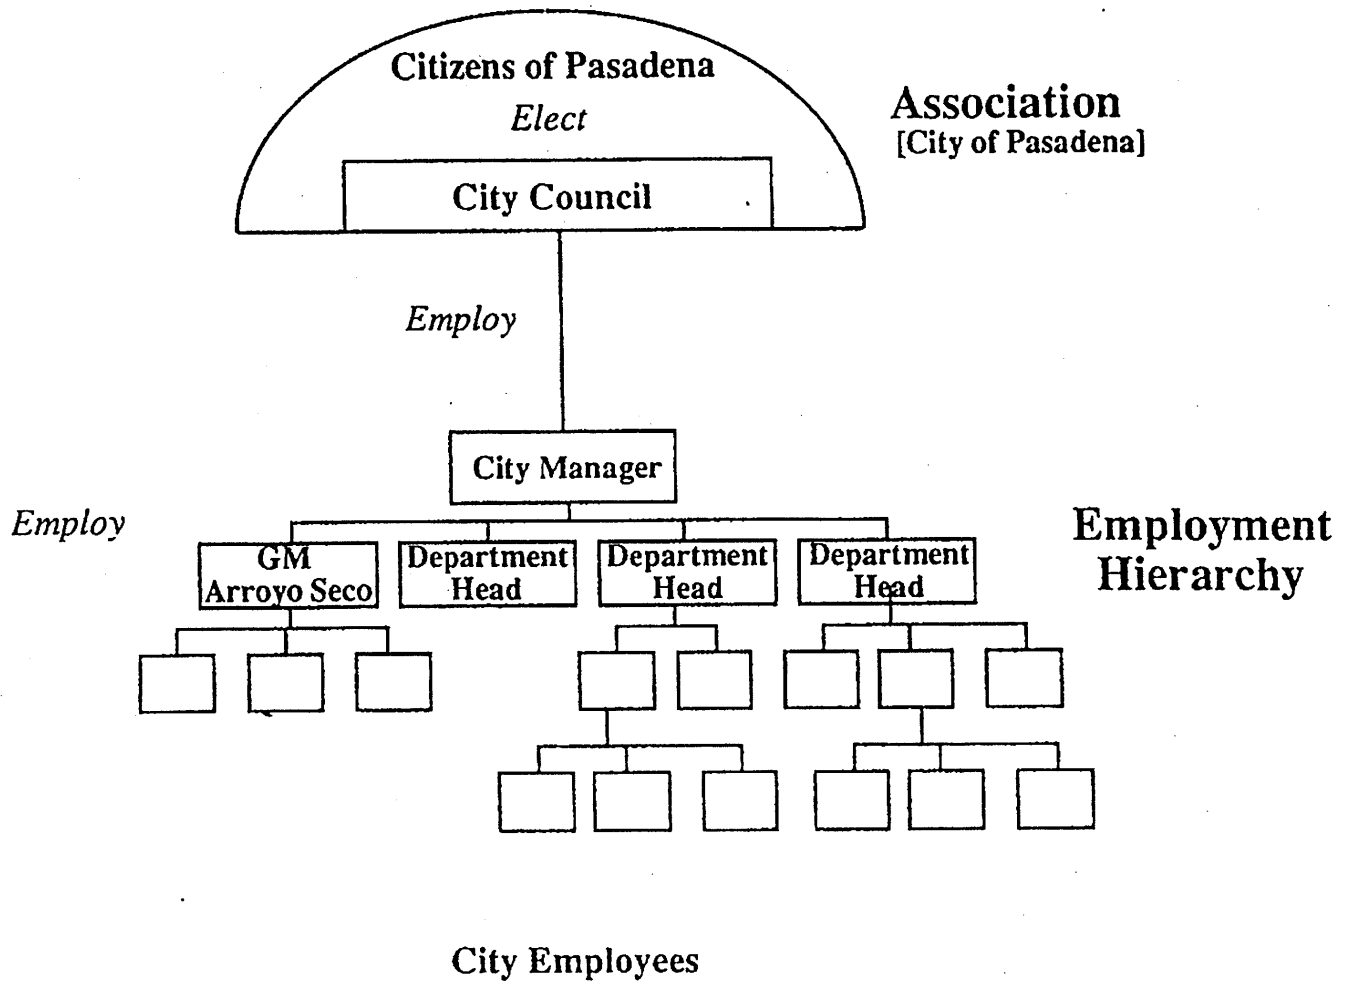 Citizens of Pasadena
Elect
City Council
Association
[City of Pasadena]
Employ
City Manager
Employ
GM
Arroyo Seco
Department
Head
Department
Head
Department
Head
Employment
Hierarchy
City Employees